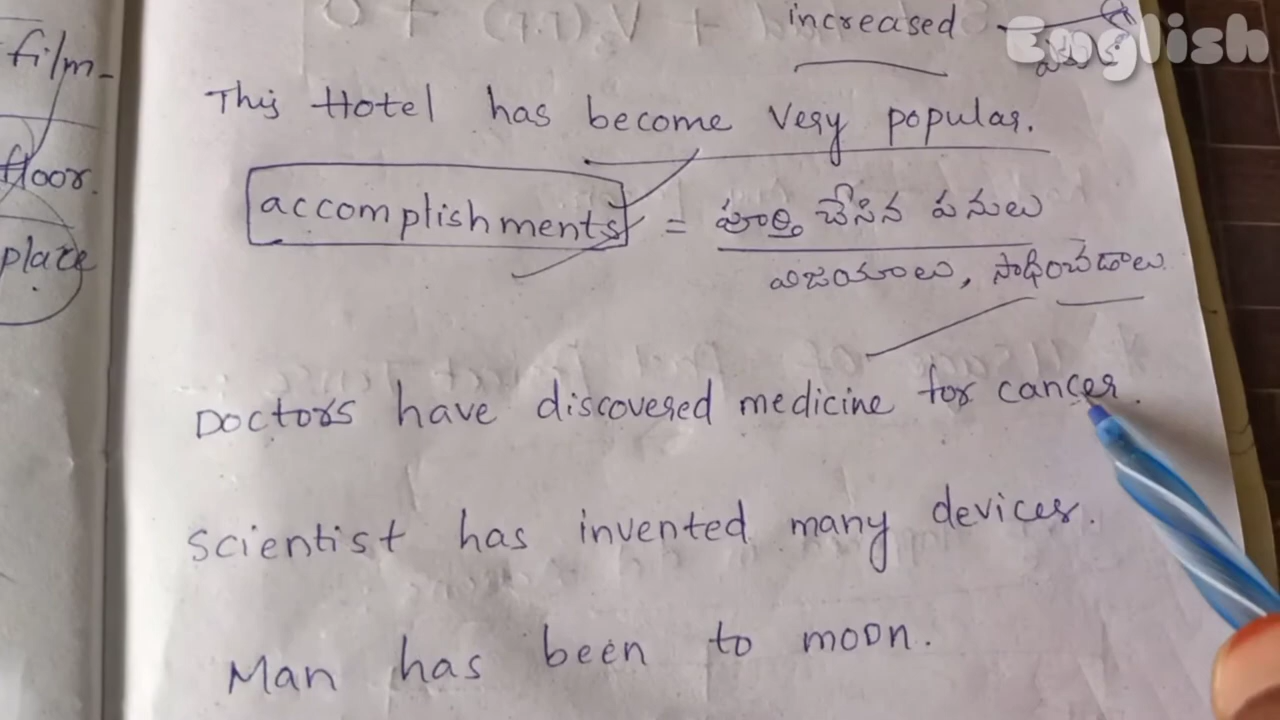 increased
English
film
This Hotel has become very popular.
floor.
accomplishments = పూర్తి చేసిన పనులు
place
విజయాలు, సాధించేడాలు.
Doctors have discovered medicine for cancer.
Scientist has invented many devices.
Man has been to moon.